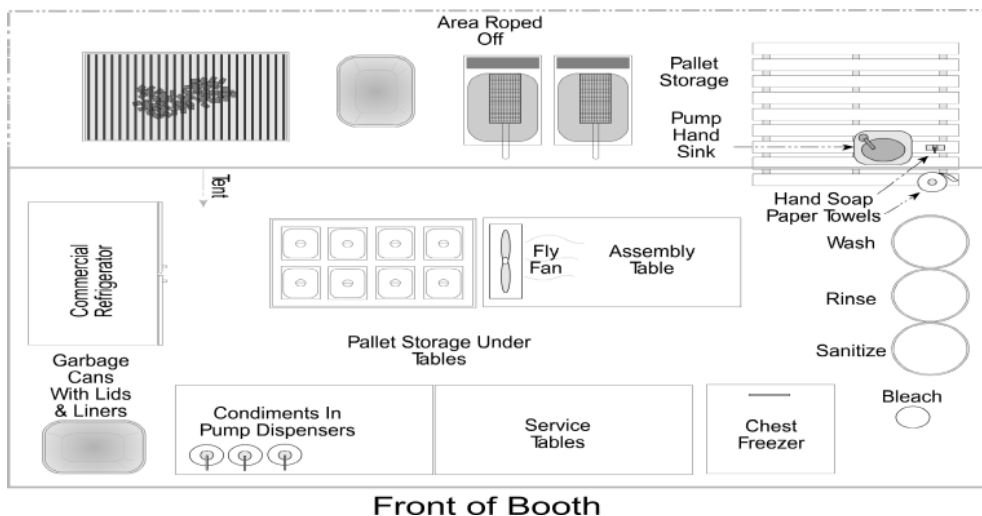 Area Roped
Off
Pallet
Storage
Pump
Hand
Sink
Tent
Hand Soap
Paper Towels
Commercial
Refrigerator
Fly
Fan
Assembly
Table
Wash
Rinse
Sanitize
Pallet Storage Under
Tables
Garbage
Cans
With Lids
& Liners
Condiments In
Pump Dispensers
Service
Tables
Chest
Freezer
Bleach
Front of Booth